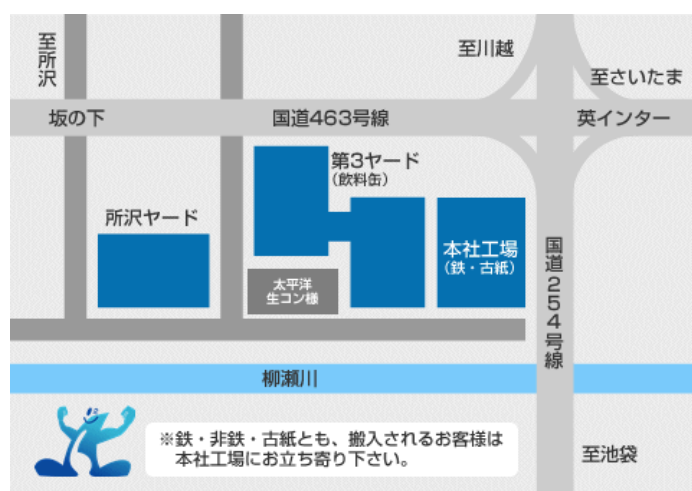 至所沢
至川越
至さいたま
坂の下
国道463号線
英インター
第3ヤード
(飲料缶)
所沢ヤード
本社工場
(鉄・古紙)
太平洋
生コン様
国道254号線
柳瀬川
※鉄・非鉄・古紙とも、搬入されるお客様は
本社工場にお立ち寄り下さい。
至池袋